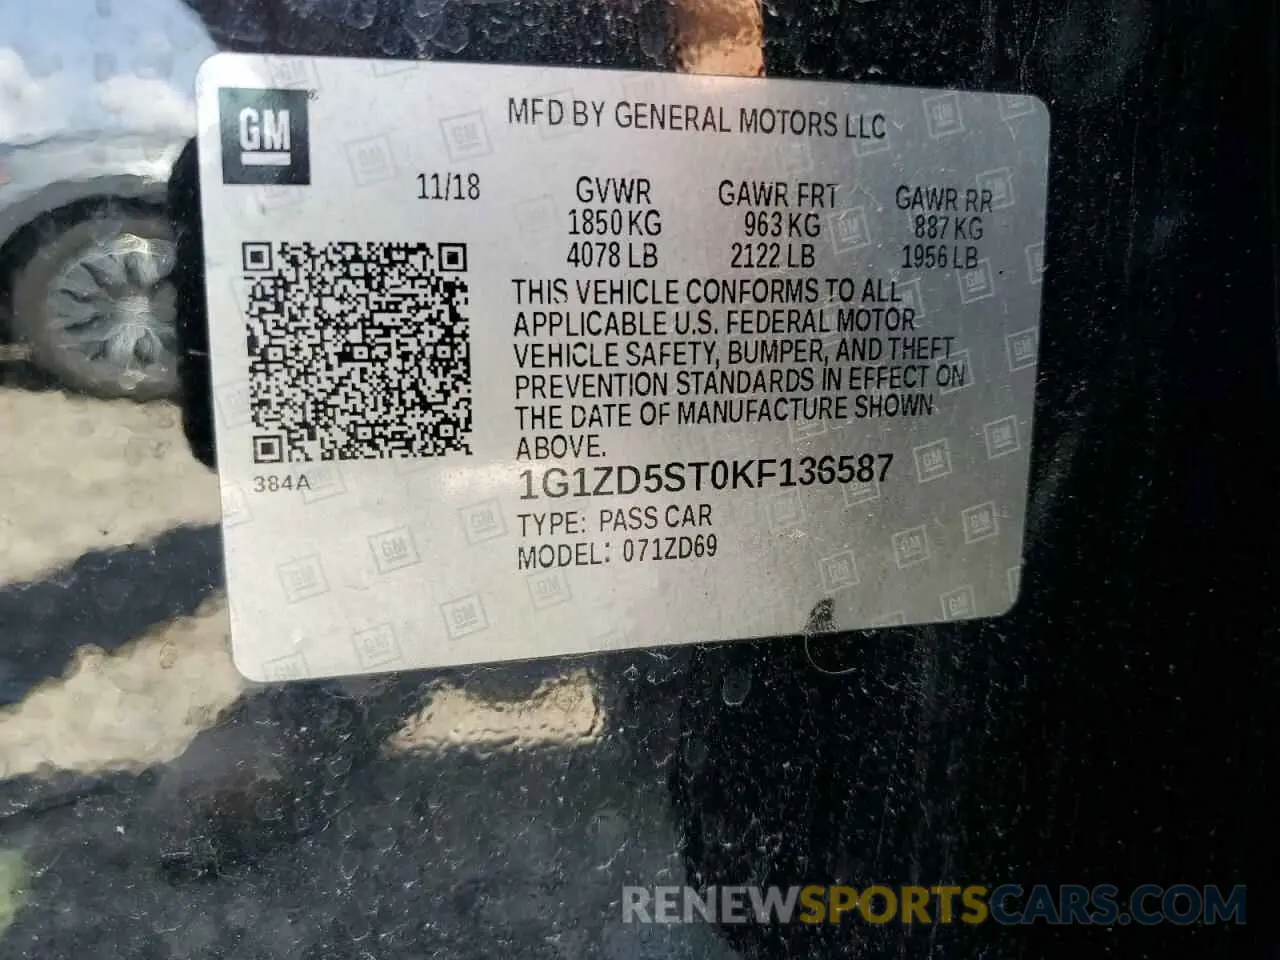 GM
MFD BY GENERAL MOTORS LLC
11/18
GVWR
1850 KG
4078 LB
GAWR FRT
963 KG
2122 LB
GAWR RR
887 KG
1956 LB
THIS VEHICLE CONFORMS TO ALL
APPLICABLE U.S. FEDERAL MOTOR
VEHICLE SAFETY, BUMPER, AND THEFT
PREVENTION STANDARDS IN EFFECT ON
THE DATE OF MANUFACTURE SHOWN
ABOVE.
384A
1G1ZD5ST0KF136587
TYPE: PASS CAR
MODEL: 071ZD69
RENEWSPORTSCARS.COM